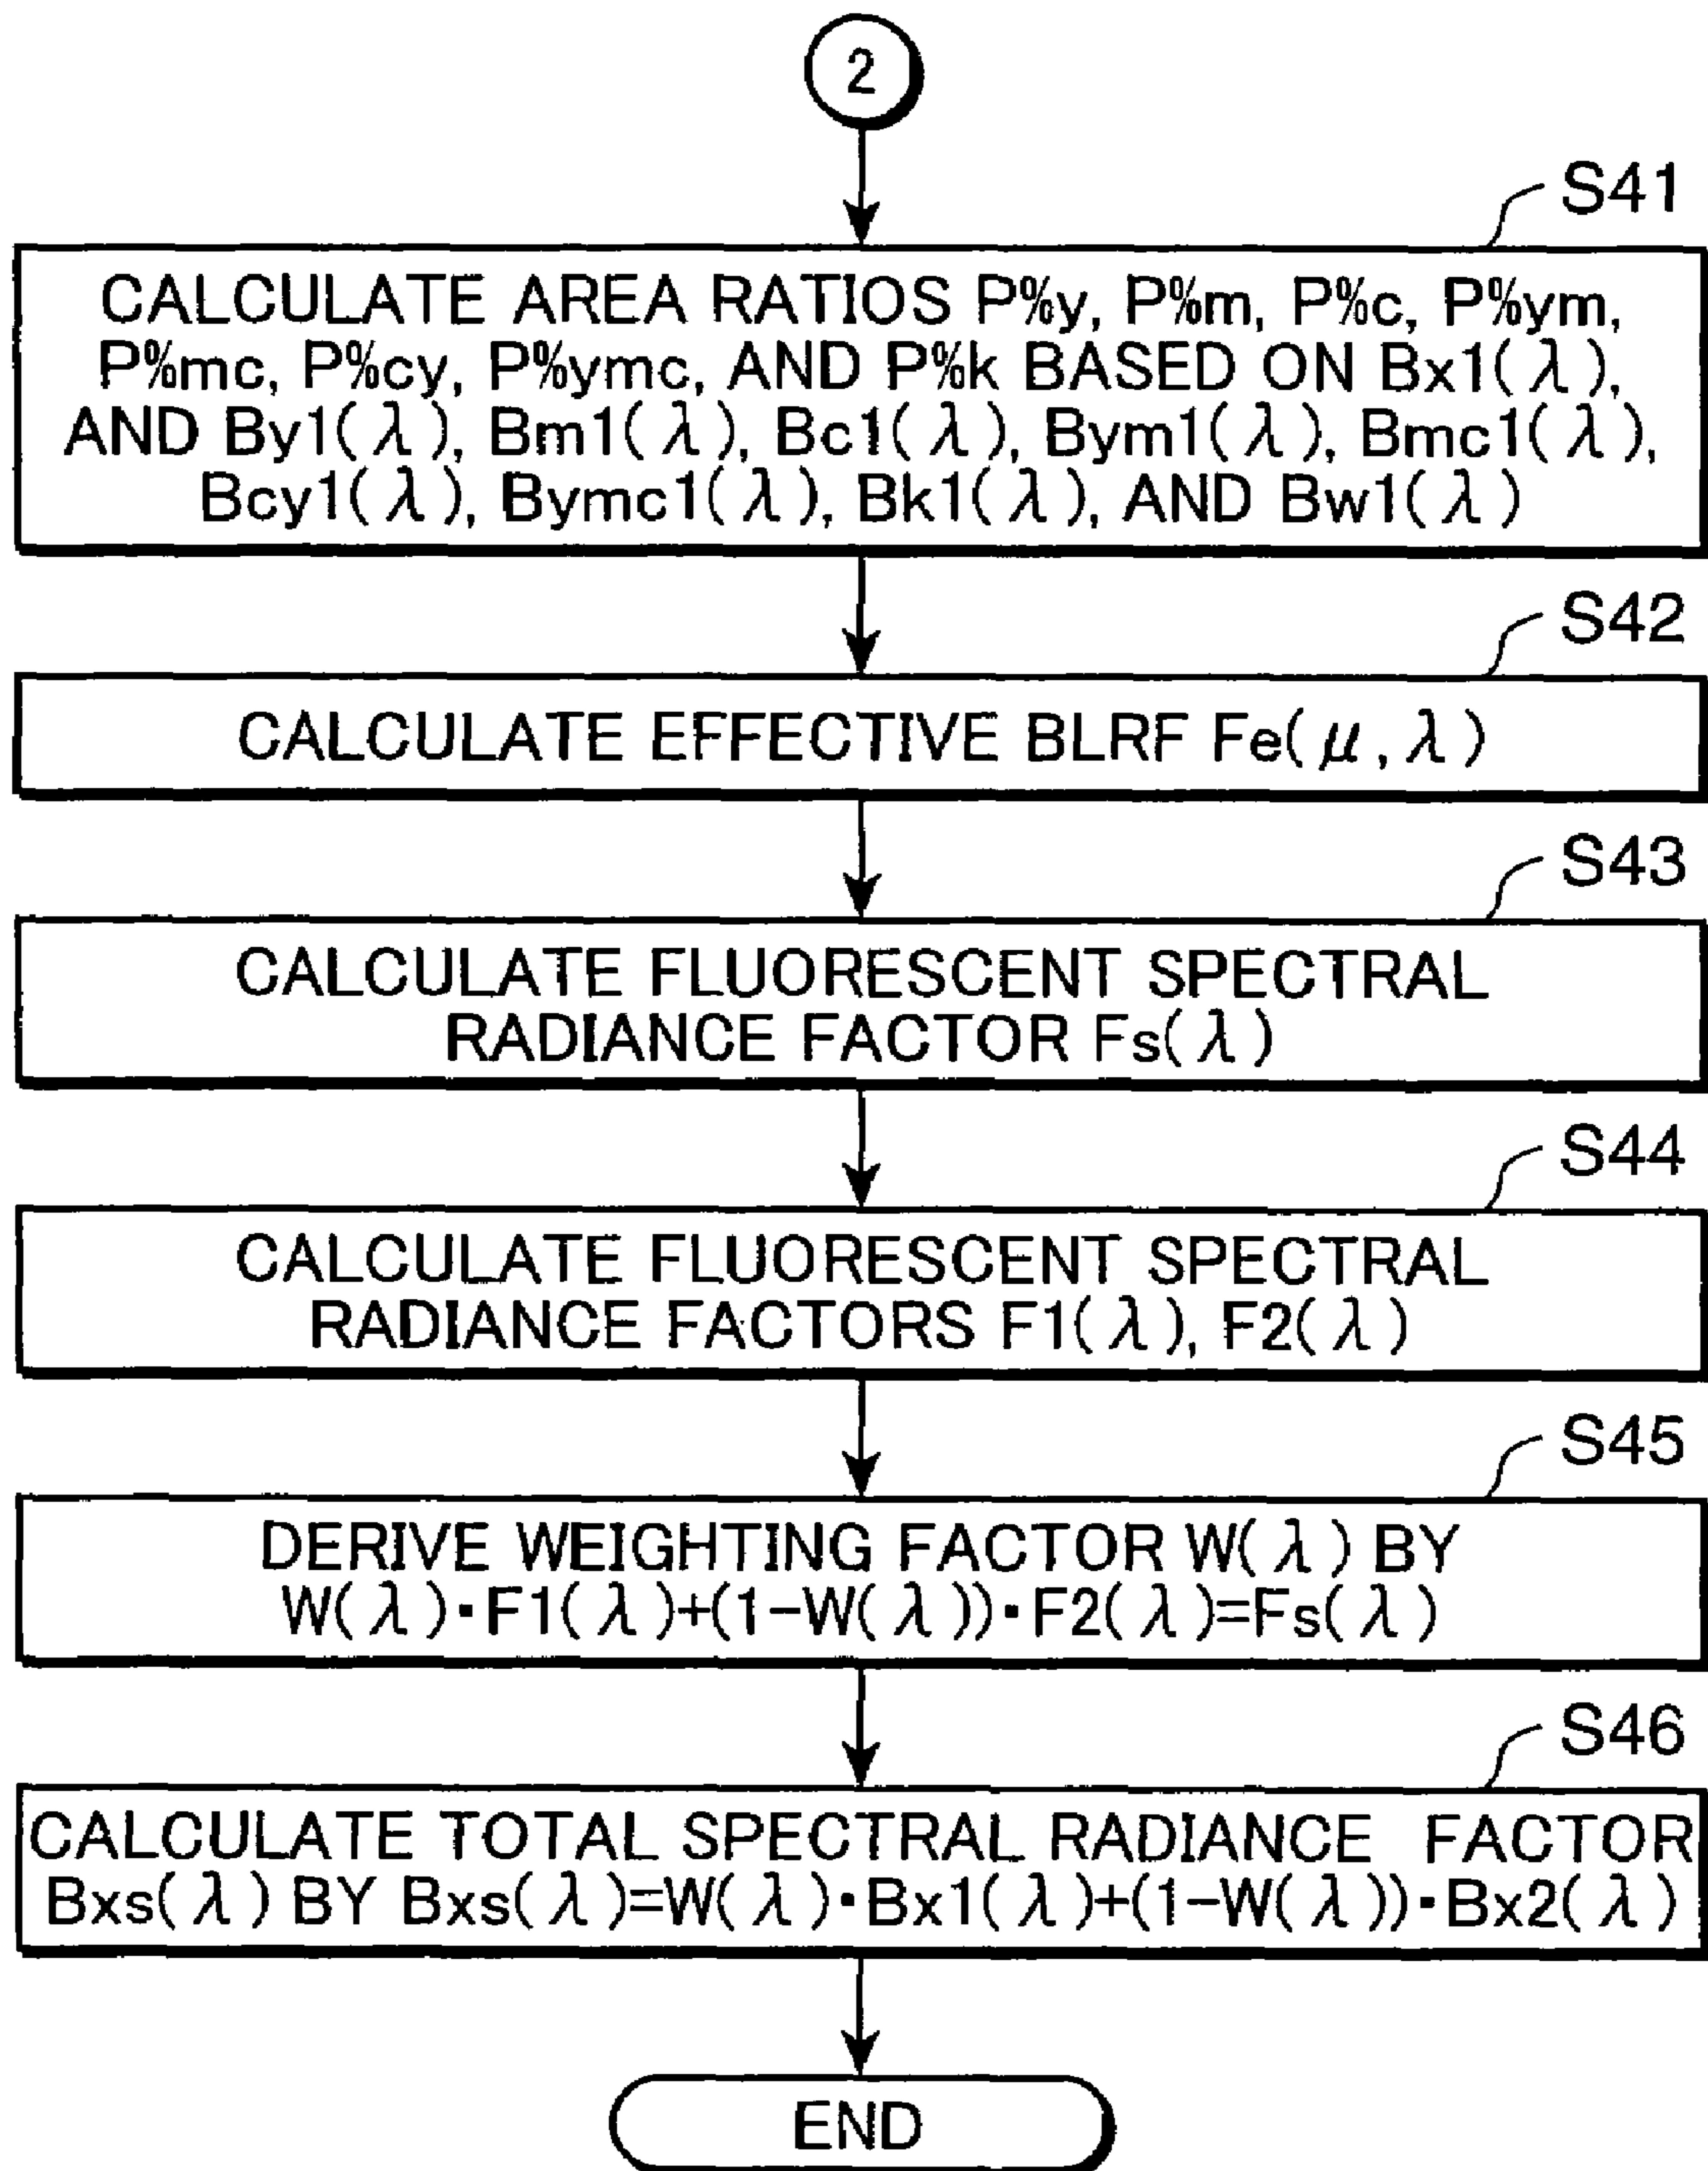 2
S41
CALCULATE AREA RATIOS P%y, P%m, P%c, P%ym,
P%mc, P%cy, P%ymc, AND P%k BASED ON Bx1(λ),
AND By1(λ), Bm1(λ), Bc1(λ), Bym1(λ), Bmc1(λ),
Bcy1(λ), Bymc1(λ), Bk1(λ), AND Bw1(λ)
S42
CALCULATE EFFECTIVE BLRF Fe(μ,λ)
S43
CALCULATE FLUORESCENT SPECTRAL
RADIANCE FACTOR Fs(λ)
S44
CALCULATE FLUORESCENT SPECTRAL
RADIANCE FACTORS F1(λ), F2(λ)
S45
DERIVE WEIGHTING FACTOR W(λ) BY
W(λ)·F1(λ)+(1-W(λ))·F2(λ)=Fs(λ)
S46
CALCULATE TOTAL SPECTRAL RADIANCE FACTOR
Bxs(λ) BY Bxs(λ)=W(λ)·Bx1(λ)+(1-W(λ))·Bx2(λ)
END